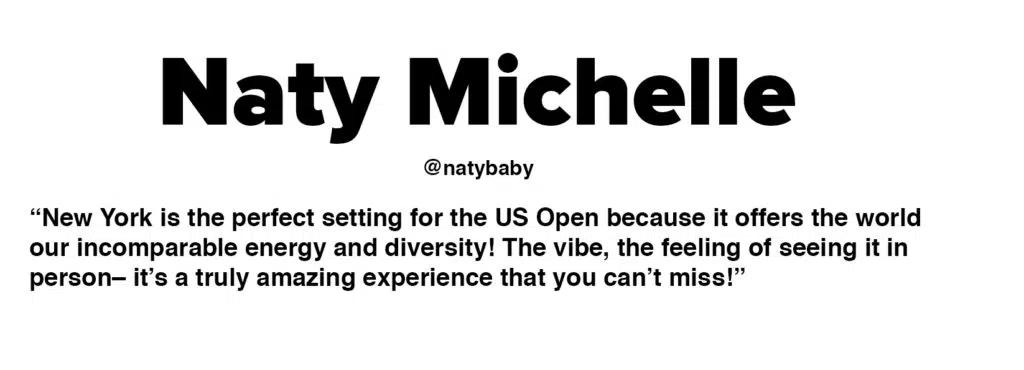 Naty Michelle
@natybaby
“New York is the perfect setting for the US Open because it offers the world
our incomparable energy and diversity! The vibe, the feeling of seeing it in
person– it’s a truly amazing experience that you can’t miss!”